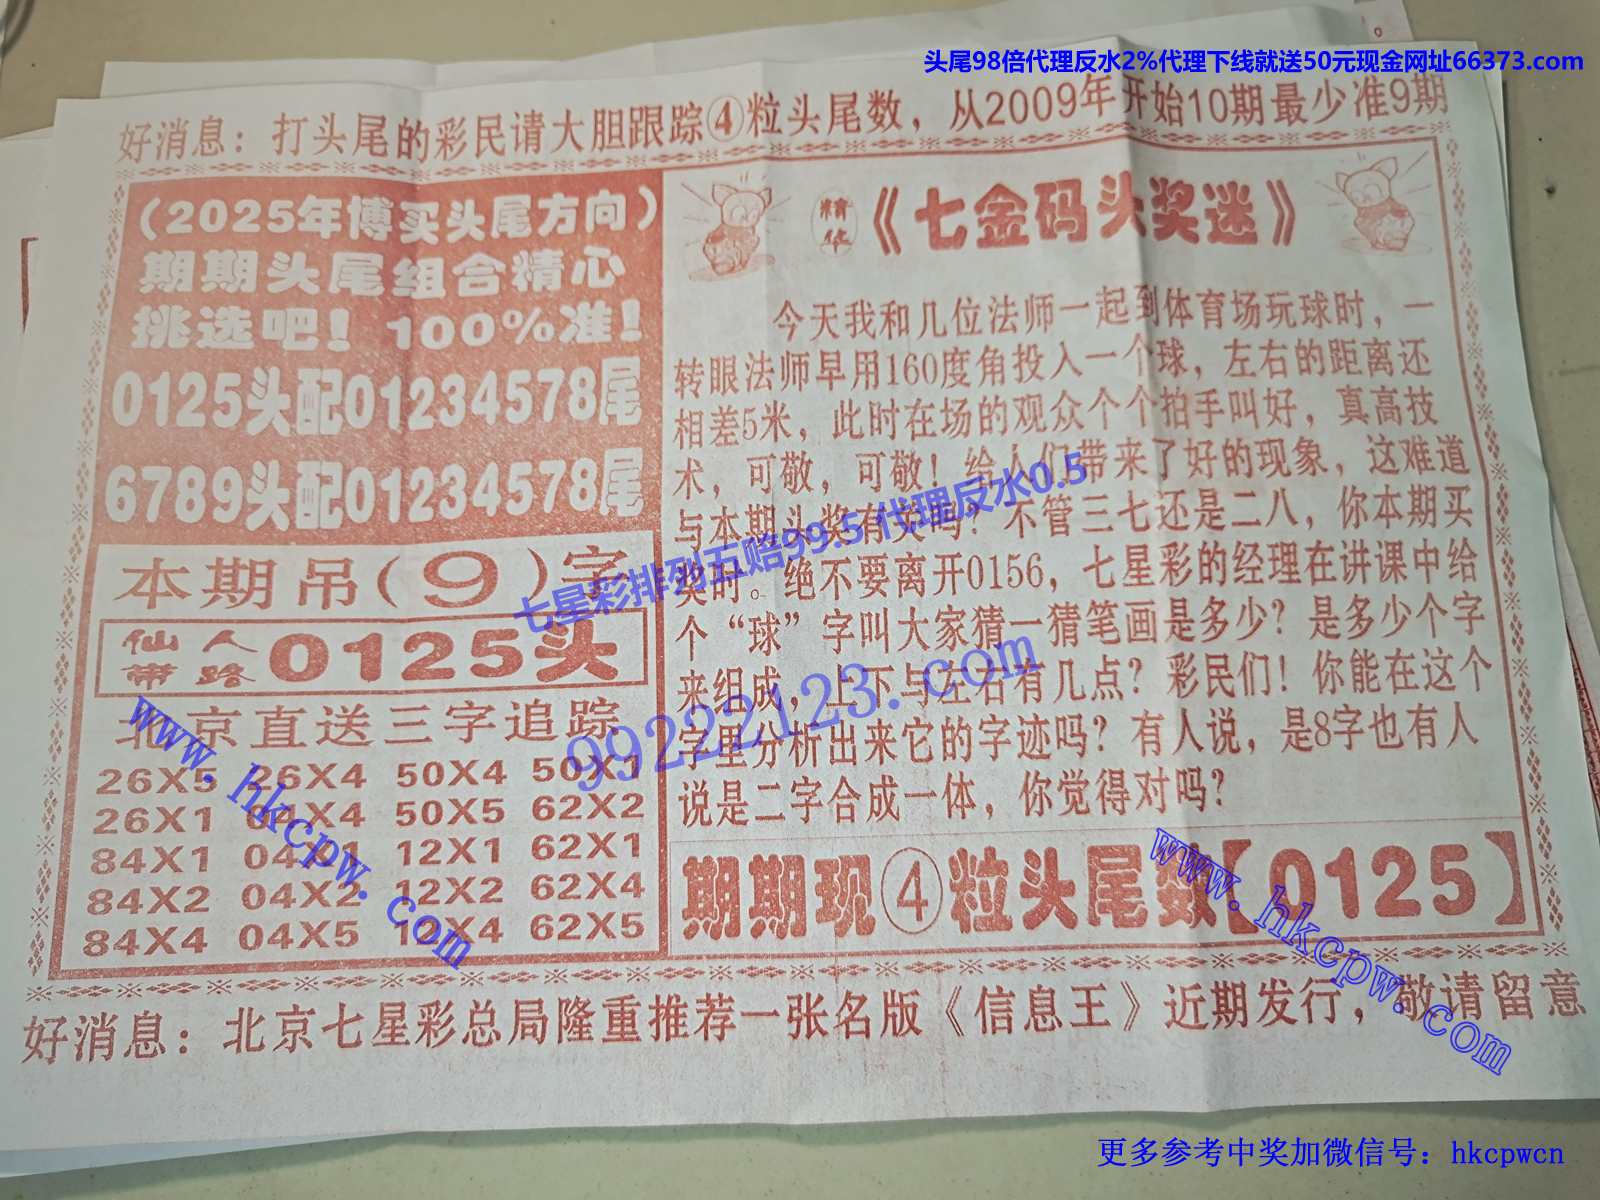 头尾98倍代理反水2%代理下线就送50元现金网址66373.com
好消息：打头尾的彩民请大胆跟踪④粒头尾数，从2009年开始10期最少准9期
（2025年博买头尾方向）
期期头尾组合精心
挑选吧！100%准！
0125头配01234578尾
6789头配01234578尾
本期吊（9）字
仙人带路 0125头
北京直送三字追踪
26X5 26X4 50X4 50X1
26X1 04X4 50X5 62X2
84X1 04X1 12X1 62X1
84X2 04X2 12X2 62X4
84X4 04X5 12X4 62X5
精华《七金码头奖迷》
今天我和几位法师一起到体育场玩球时，一
转眼法师早用160度角投入一个球，左右的距离还
相差5米，此时在场的观众个个拍手叫好，真高技
术，可敬，可敬！给人们带来了好的现象，这难道
与本期头奖有关吗？不管三七还是二八，你本期买
奖时。绝不要离开0156，七星彩的经理在讲课中给
个“球”字叫大家猜一猜笔画是多少？是多少个字
来组成，上下与左右有几点？彩民们！你能在这个
字里分析出来它的字迹吗？有人说，是8字也有人
说是二字合成一体，你觉得对吗？
期期现④粒头尾数【0125】
好消息：北京七星彩总局隆重推荐一张名版《信息王》近期发行，敬请留意
七星彩排列五赔99.5代理反水0.5
99222123.com
www.hkcpw.com
www.hkcpw.com
更多参考中奖加微信号：hkcpwcn